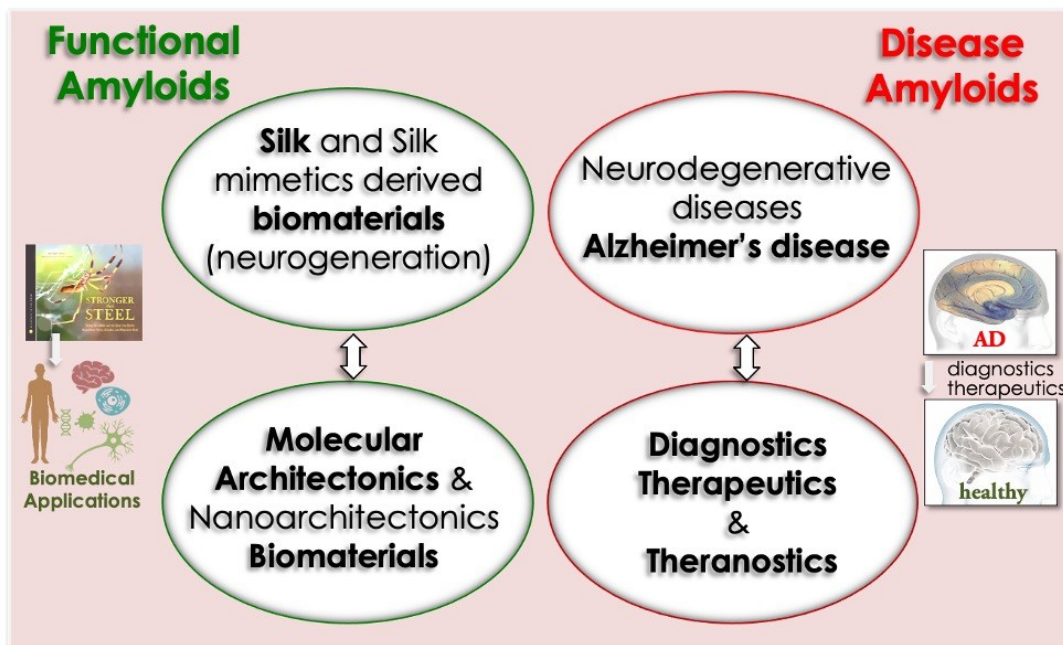 Functional
Amyloids
Disease
Amyloids
Silk and Silk
mimetics derived
biomaterials
(neurogeneration)
Neurodegenerative
diseases
Alzheimer's disease
STRONGER
STEEL
Biomedical
Applications
AD
diagnostics
therapeutics
healthy
Molecular
Architectonics &
Nanoarchitectonics
Biomaterials
Diagnostics
Therapeutics
&
Theranostics